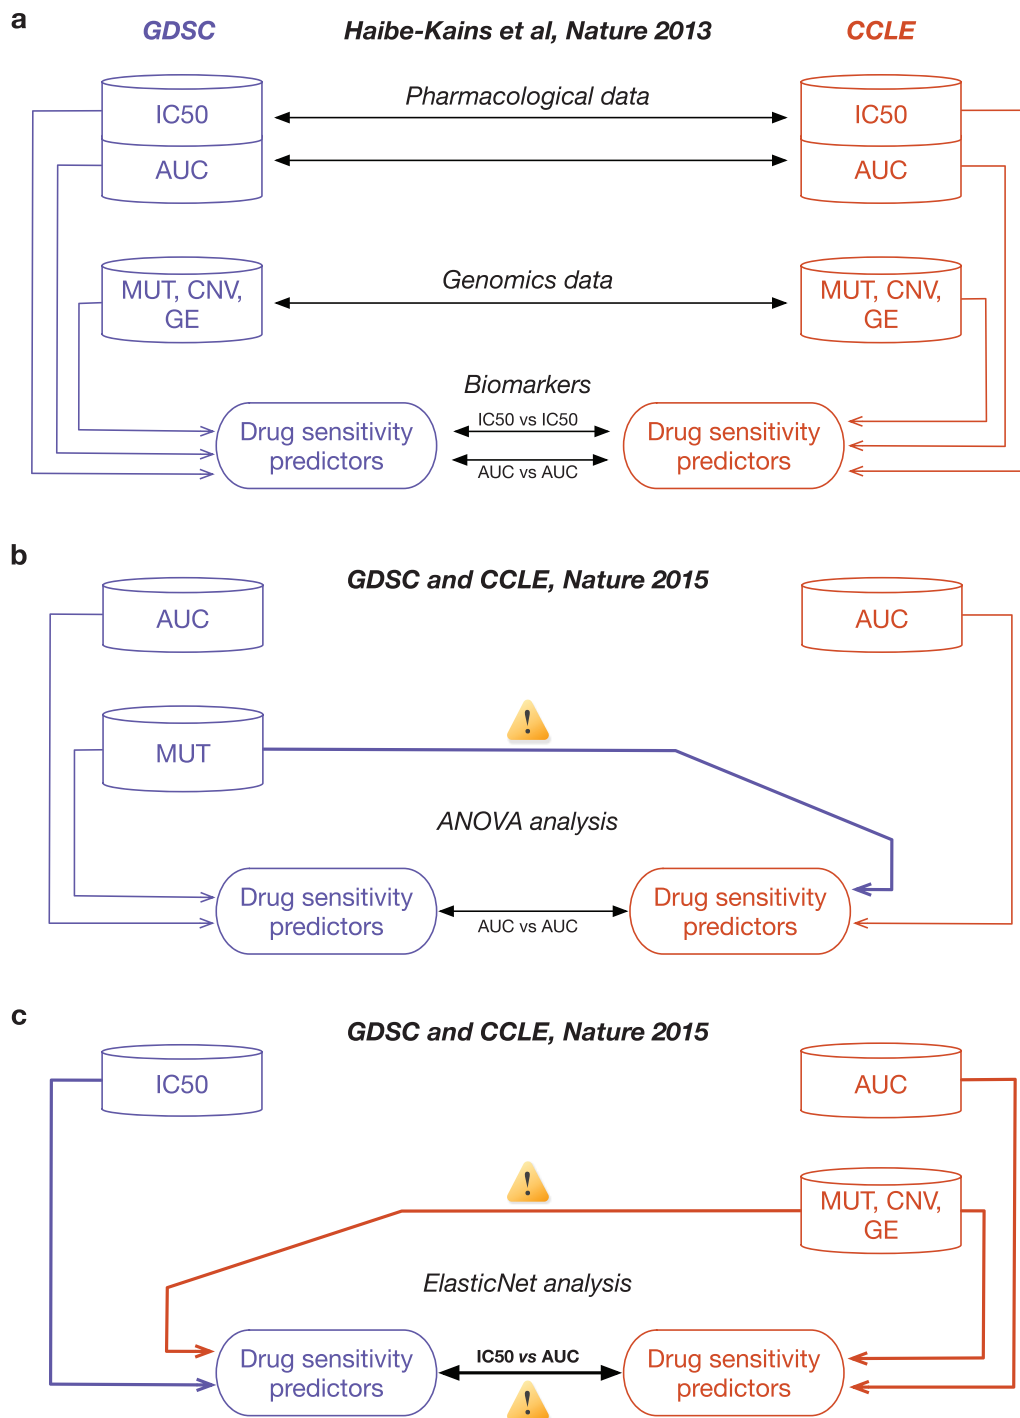 a
GDSC
Haibe-Kains et al, Nature 2013
CCLE
IC50
Pharmacological data
IC50
AUC
AUC
MUT, CNV,
GE
Genomics data
MUT, CNV,
GE
Biomarkers
Drug sensitivity
predictors
IC50 vs IC50
AUC vs AUC
Drug sensitivity
predictors
b
GDSC and CCLE, Nature 2015
AUC
AUC
!
MUT
ANOVA analysis
Drug sensitivity
predictors
AUC vs AUC
Drug sensitivity
predictors
c
GDSC and CCLE, Nature 2015
IC50
AUC
!
MUT, CNV,
GE
ElasticNet analysis
Drug sensitivity
predictors
IC50 vs AUC
!
Drug sensitivity
predictors